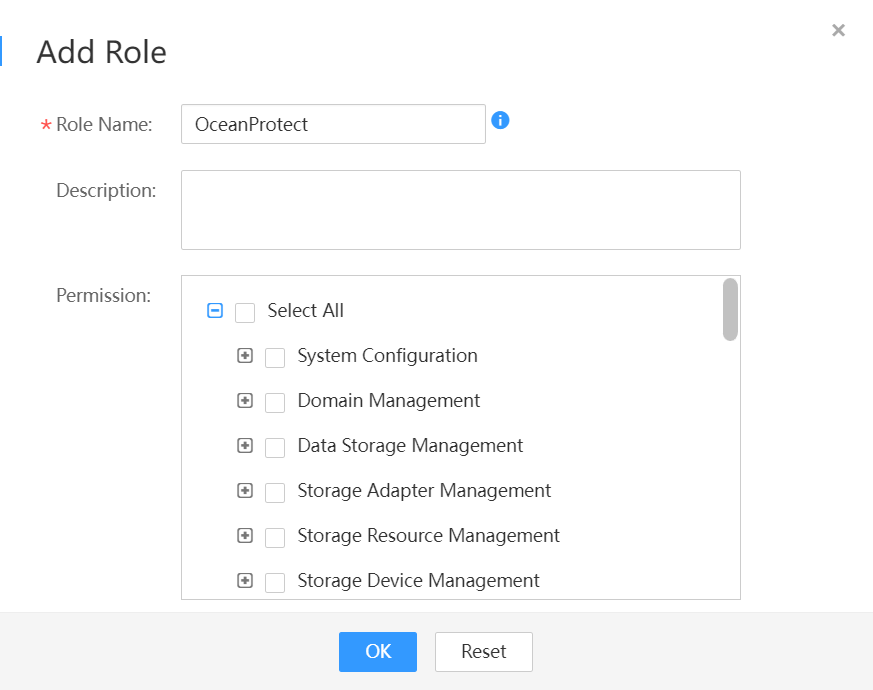 Add Role
* Role Name: OceanProtect
Description:
Permission:
Select All
System Configuration
Domain Management
Data Storage Management
Storage Adapter Management
Storage Resource Management
Storage Device Management
OK Reset